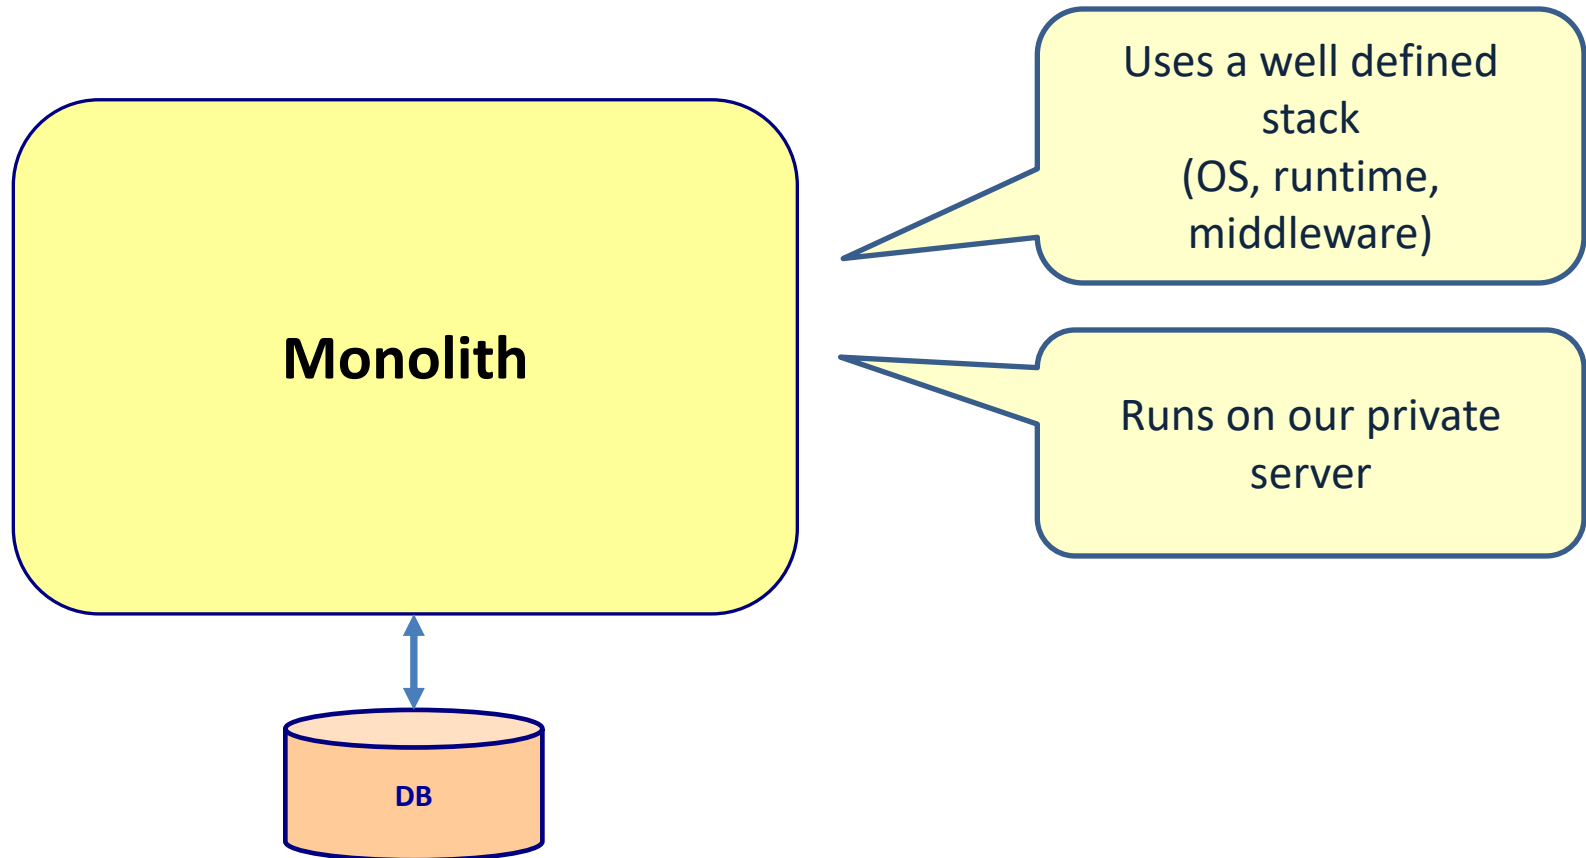 Uses a well defined
stack
(OS, runtime,
middleware)
Monolith
Runs on our private
server
DB